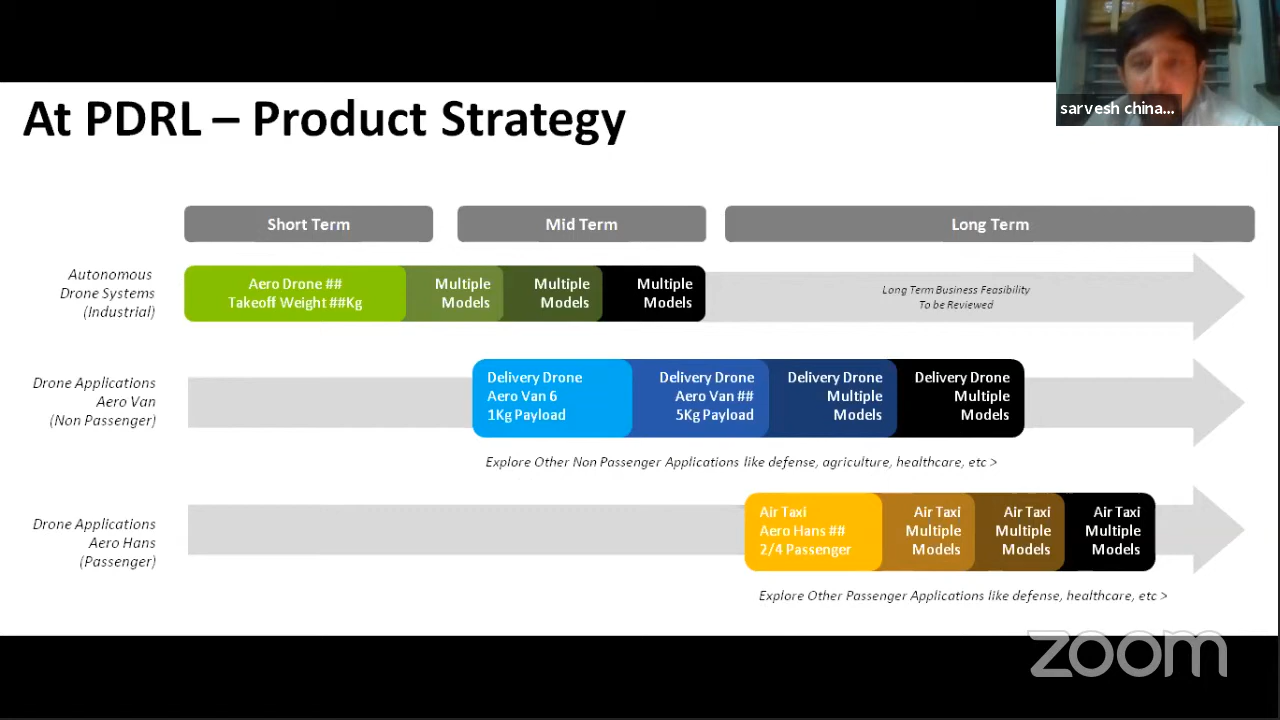 At PDRL – Product Strategy
sarvesh china...
Short Term
Mid Term
Long Term
Autonomous
Drone Systems
(Industrial)
Aero Drone ##
Takeoff Weight ##Kg
Multiple
Models
Multiple
Models
Multiple
Models
Long Term Business Feasibility
To be Reviewed
Drone Applications
Aero Van
(Non Passenger)
Delivery Drone
Aero Van 6
1Kg Payload
Delivery Drone
Aero Van ##
5Kg Payload
Delivery Drone
Multiple
Models
Delivery Drone
Multiple
Models
Explore Other Non Passenger Applications like defense, agriculture, healthcare, etc >
Drone Applications
Aero Hans
(Passenger)
Air Taxi
Aero Hans ##
2/4 Passenger
Air Taxi
Multiple
Models
Air Taxi
Multiple
Models
Air Taxi
Multiple
Models
Explore Other Passenger Applications like defense, healthcare, etc >
zoom